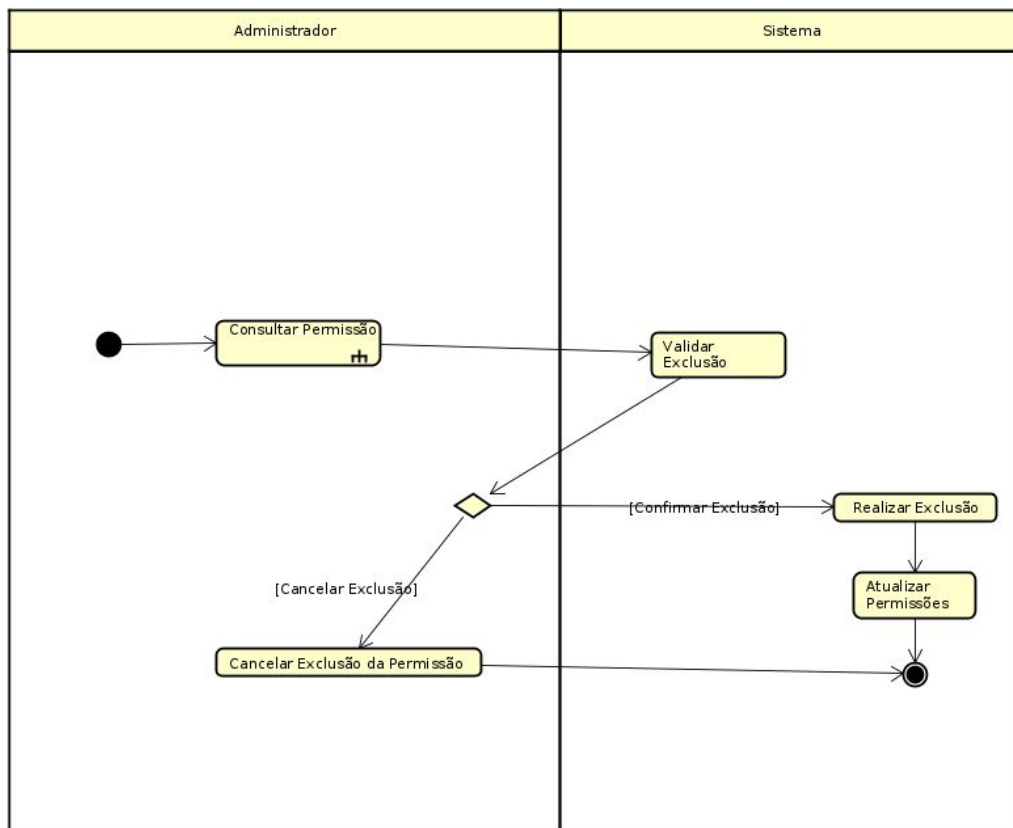 Administrador
Sistema
Consultar Permissão
Validar
Exclusão
[Confirmar Exclusão]
Realizar Exclusão
[Cancelar Exclusão]
Atualizar
Permissões
Cancelar Exclusão da Permissão